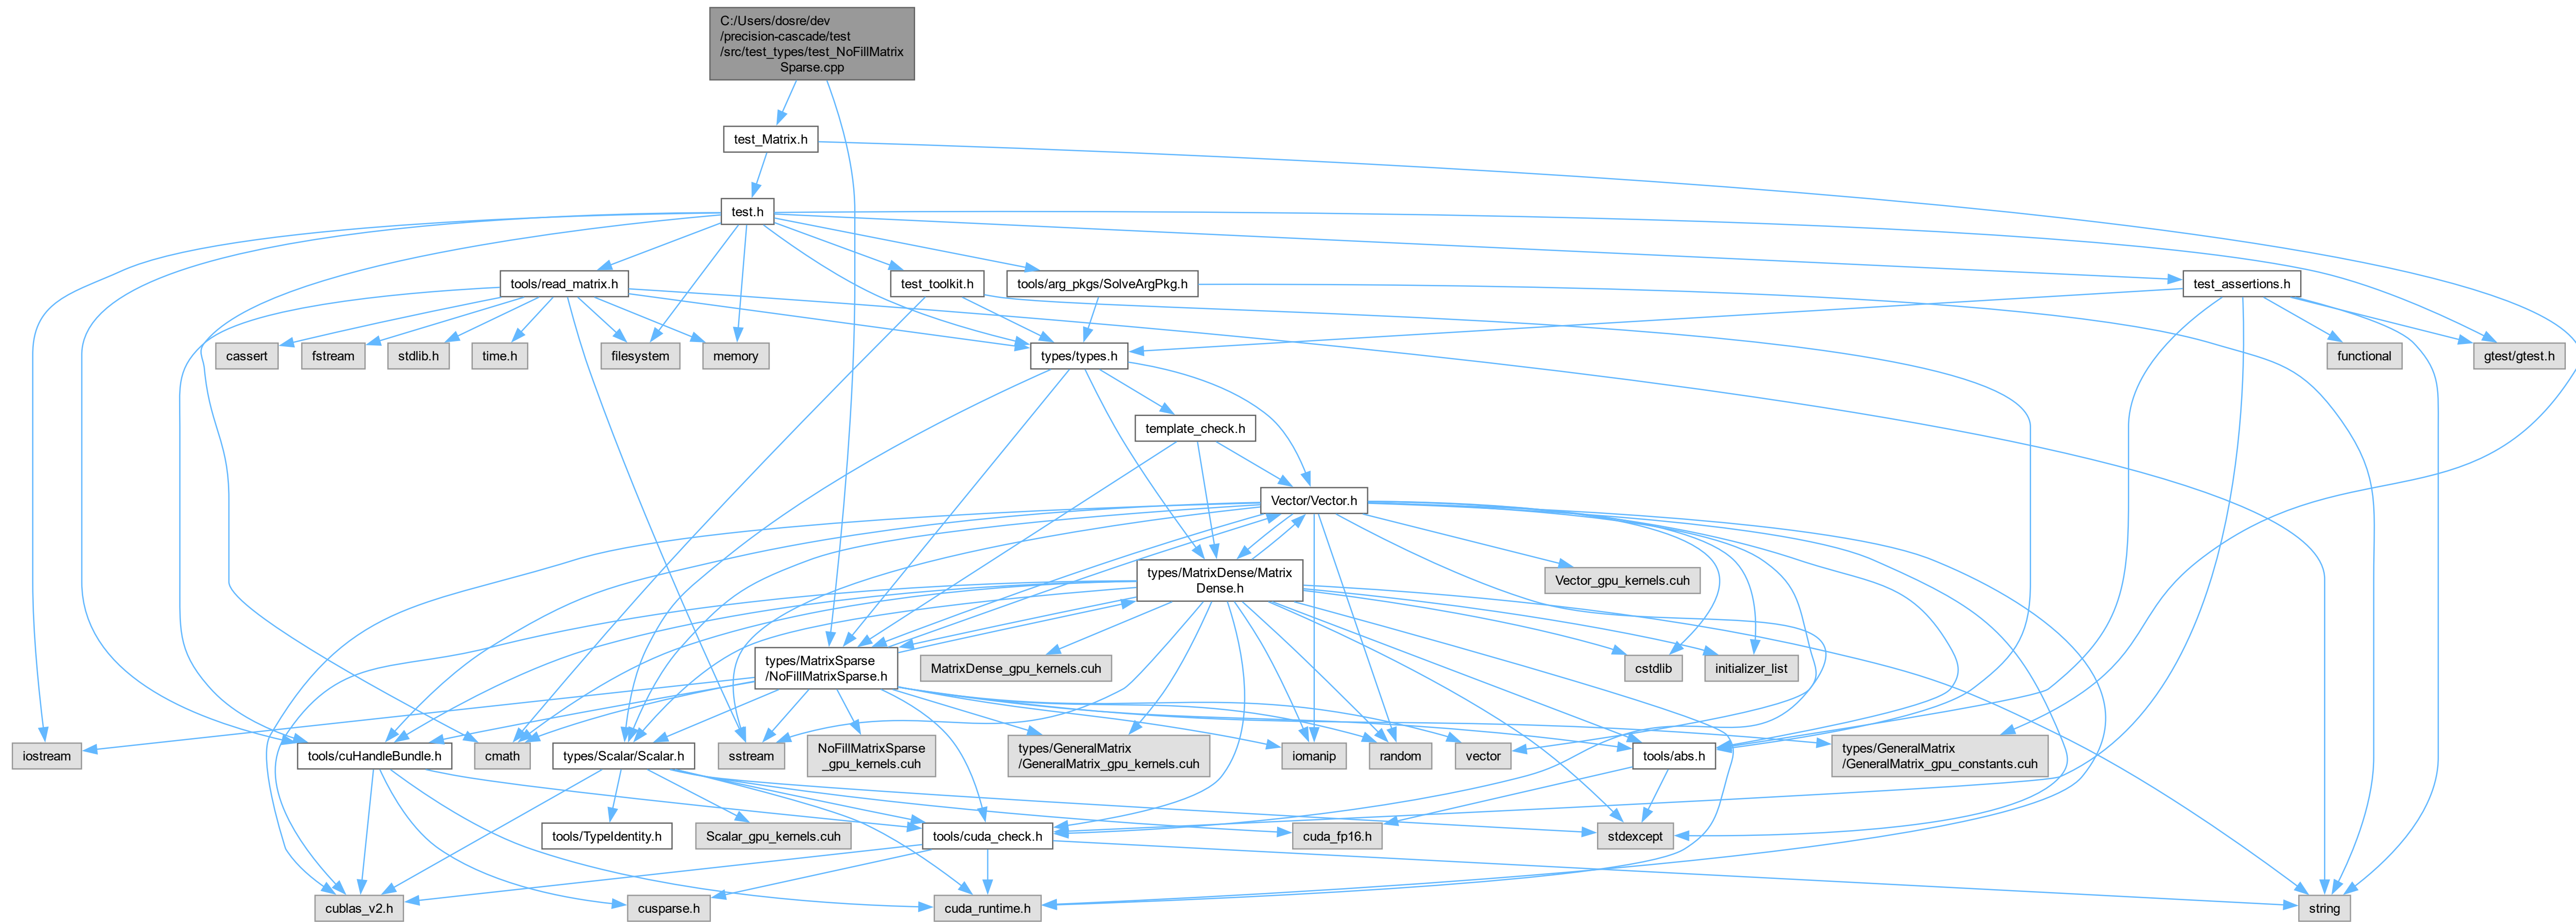 C:/Users/dosre/dev
/precision-cascade/test
/src/test_types/test_NoFillMatrix
Sparse.cpp
test_Matrix.h
test.h
tools/read_matrix.h
test_toolkit.h
tools/arg_pkgs/SolveArgPkg.h
test_assertions.h
cassert
fstream
stdlib.h
time.h
filesystem
memory
types/types.h
functional
gtest/gtest.h
template_check.h
Vector/Vector.h
types/MatrixDense/Matrix
Dense.h
Vector_gpu_kernels.cuh
types/MatrixSparse
/NoFillMatrixSparse.h
MatrixDense_gpu_kernels.cuh
cstdlib
initializer_list
iostream
tools/cuHandleBundle.h
cmath
types/Scalar/Scalar.h
sstream
NoFillMatrixSparse
_gpu_kernels.cuh
types/GeneralMatrix
/GeneralMatrix_gpu_kernels.cuh
iomanip
random
vector
tools/abs.h
types/GeneralMatrix
/GeneralMatrix_gpu_constants.cuh
tools/TypeIdentity.h
Scalar_gpu_kernels.cuh
tools/cuda_check.h
cuda_fp16.h
stdexcept
cublas_v2.h
cusparse.h
cuda_runtime.h
string